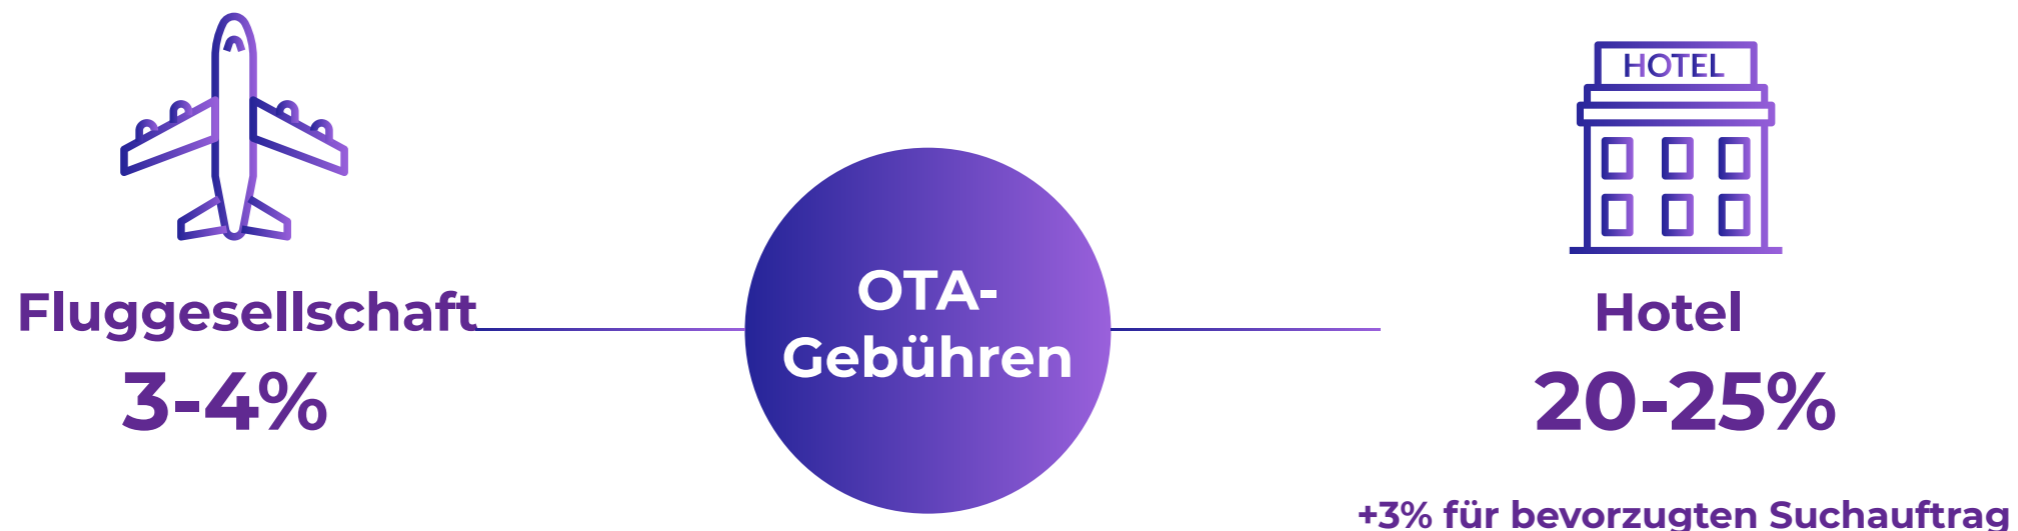 HOTEL
Fluggesellschaft
3-4%
OTA-
Gebühren
Hotel
20-25%
+3% für bevorzugten Suchauftrag